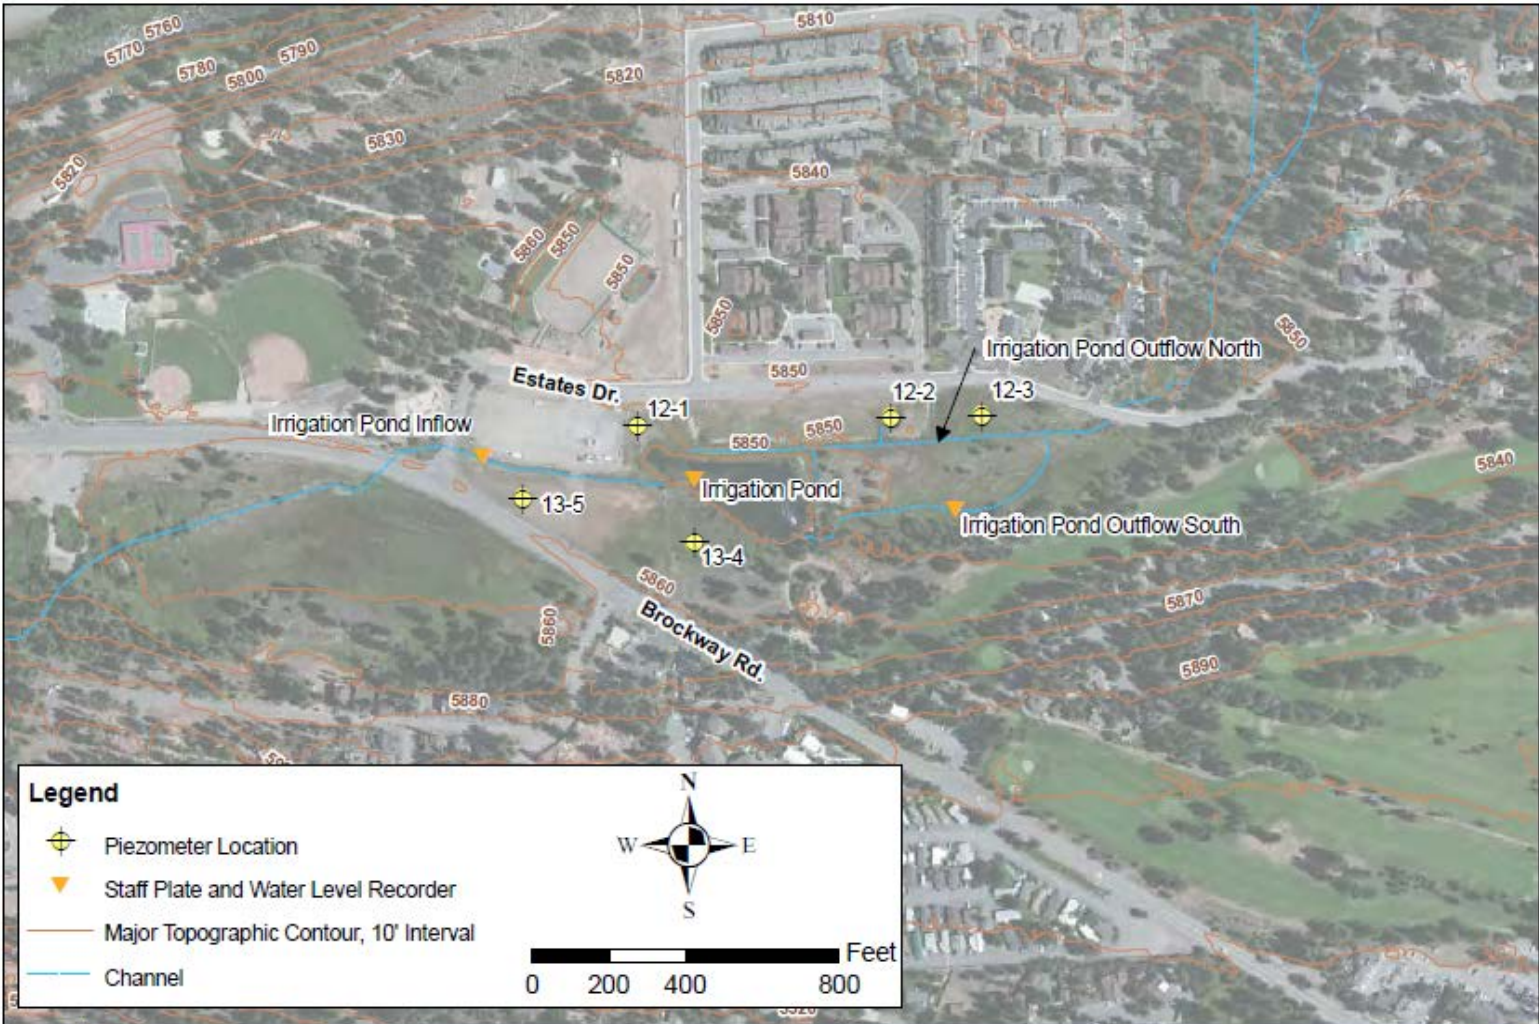 5760
5810
5770
5790
5780
5800
5820
5830
5820
5840
5860
5850
5850
5850
5850
Irrigation Pond Outflow North
5850
Estates Dr.
12-1
12-2
12-3
Irrigation Pond Inflow
5850
5850
5840
Irrigation Pond
13-5
Irrigation Pond Outflow South
13-4
5860
5870
5860
Brockway Rd.
5890
5880
Legend
Piezometer Location
Staff Plate and Water Level Recorder
Major Topographic Contour, 10' Interval
Channel
N
W
E
S
Feet
0 200 400 800